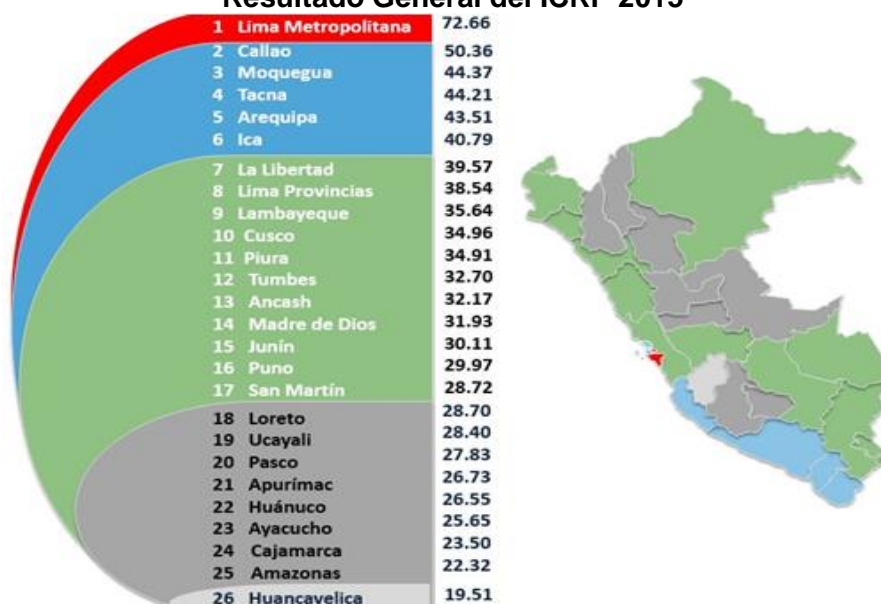 Resultado General del ICRP 2015
1 Lima Metropolitana 72.66
2 Callao 50.36
3 Moquegua 44.37
4 Tacna 44.21
5 Arequipa 43.51
6 Ica 40.79
7 La Libertad 39.57
8 Lima Provincias 38.54
9 Lambayeque 35.64
10 Cusco 34.96
11 Piura 34.91
12 Tumbes 32.70
13 Ancash 32.17
14 Madre de Dios 31.93
15 Junín 30.11
16 Puno 29.97
17 San Martín 28.72
18 Loreto 28.70
19 Ucayali 28.40
20 Pasco 27.83
21 Apurímac 26.73
22 Huánuco 26.55
23 Ayacucho 25.65
24 Cajamarca 23.50
25 Amazonas 22.32
26 Huancavelica 19.51